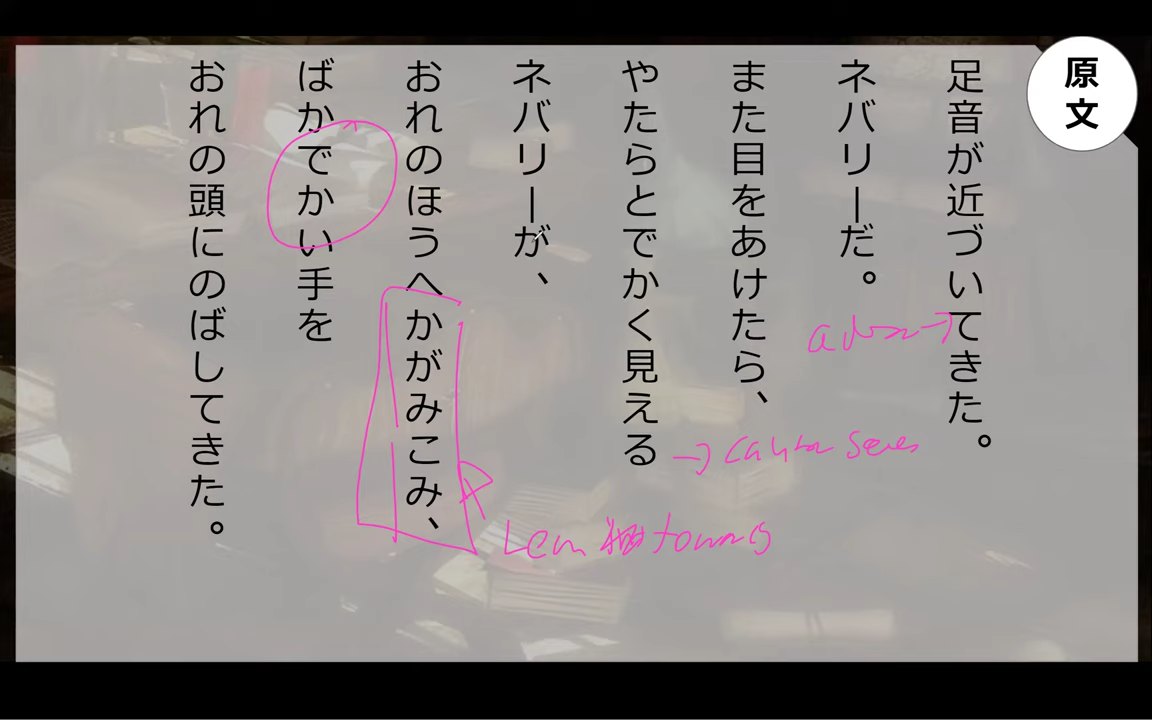 原文
足音が近づいてきた。
ネバリーだ。
また目をあけたら、
やたらとでかく見える
ネバリーが、
おれのほうへかがみこみ、
ばかでかい手を
おれの頭にのばしてきた。